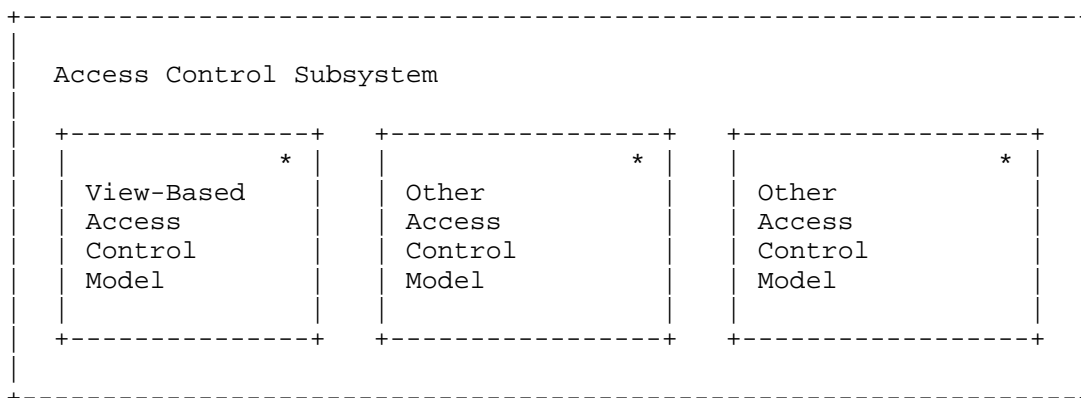 Access Control Subsystem
* * *
View-Based Other Other
Access Access Access
Control Control Control
Model Model Model